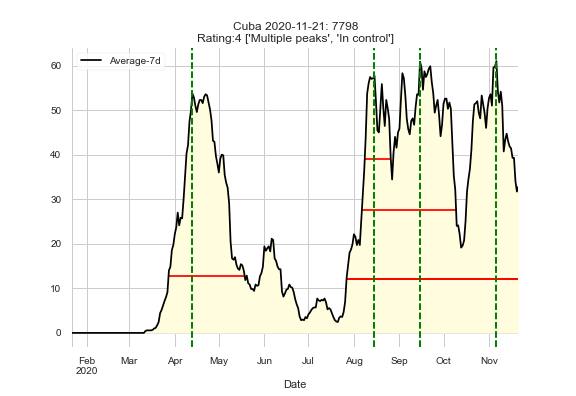 Cuba 2020-11-21: 7798
Rating:4 ['Multiple peaks', 'In control']
Average-7d
60
50
40
30
20
10
0
Feb Mar Apr May Jun Jul Aug Sep Oct Nov
2020
Date